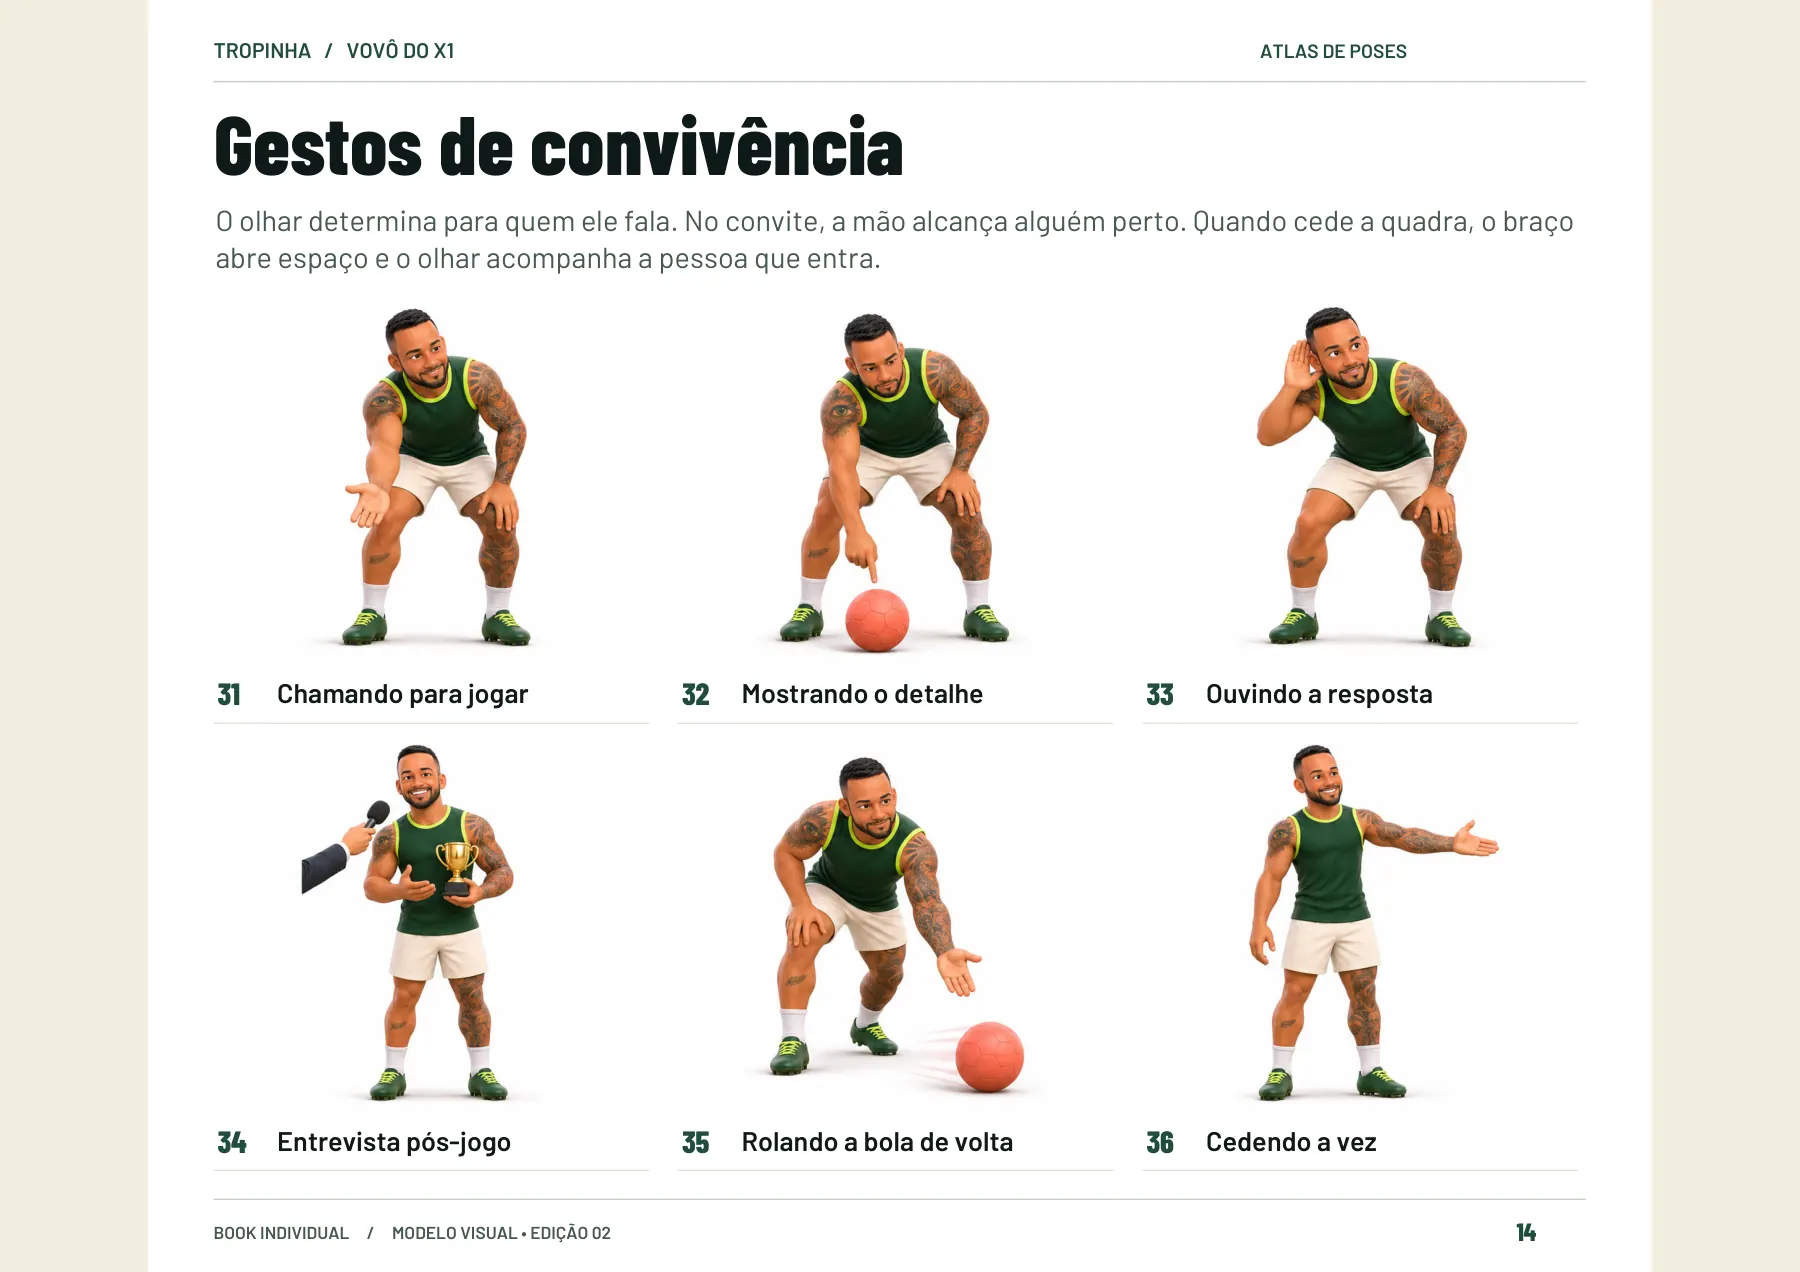 TROPINHA / VOVÔ DO X1
ATLAS DE POSES
Gestos de convivência
O olhar determina para quem ele fala. No convite, a mão alcança alguém perto. Quando cede a quadra, o braço
abre espaço e o olhar acompanha a pessoa que entra.
31 Chamando para jogar
32 Mostrando o detalhe
33 Ouvindo a resposta
34 Entrevista pós-jogo
35 Rolando a bola de volta
36 Cedendo a vez
BOOK INDIVIDUAL / MODELO VISUAL • EDIÇÃO 02
14